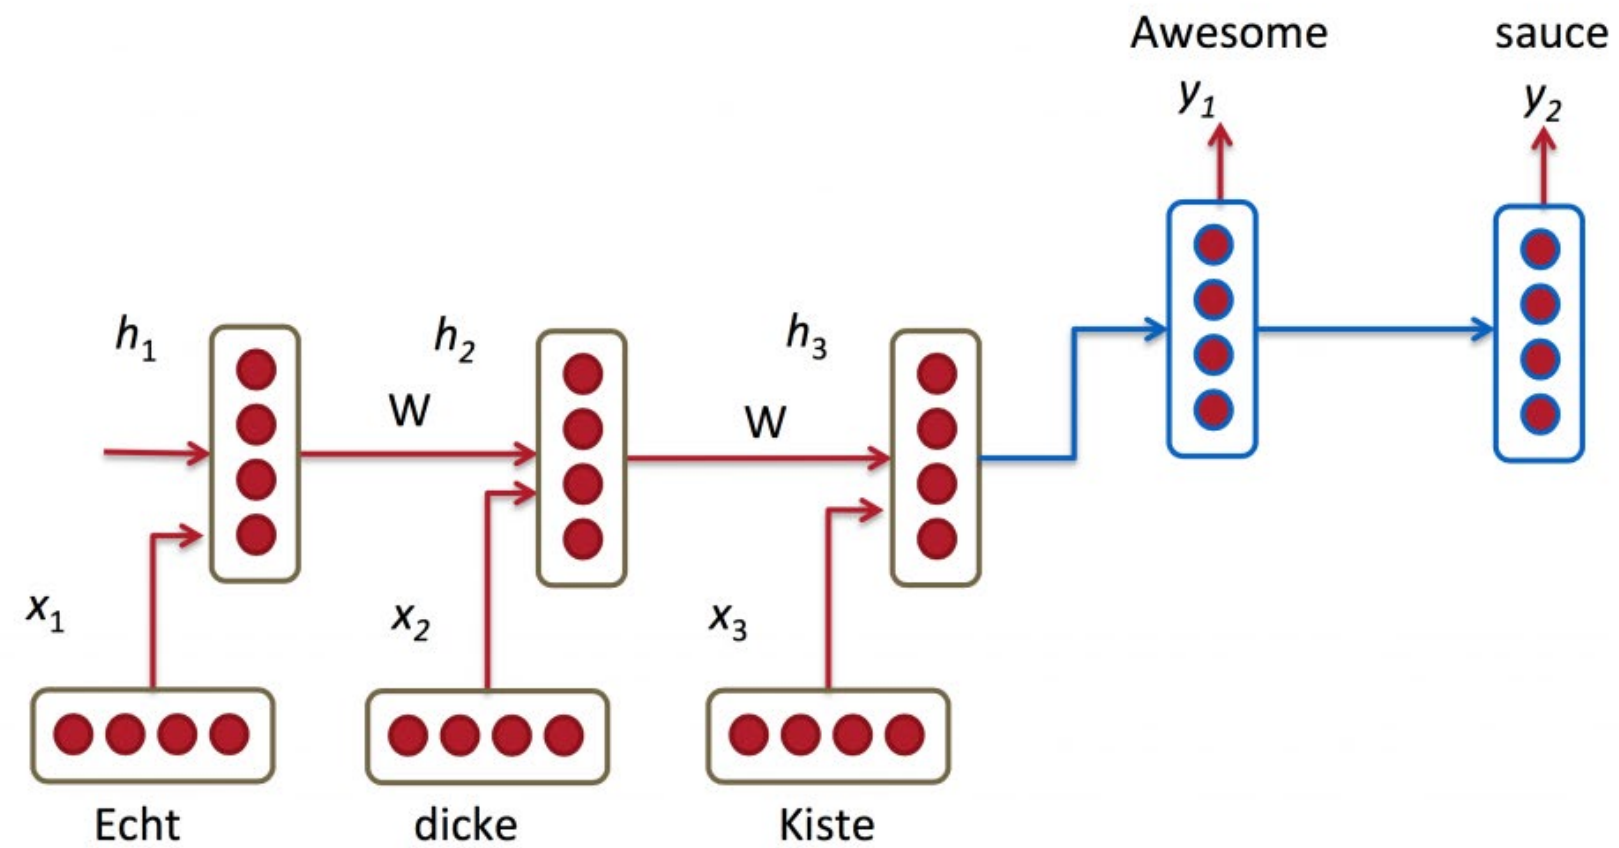 Awesome sauce
y1 y2
h1 h2 h3
W W
x1 x2 x3
Echt dicke Kiste